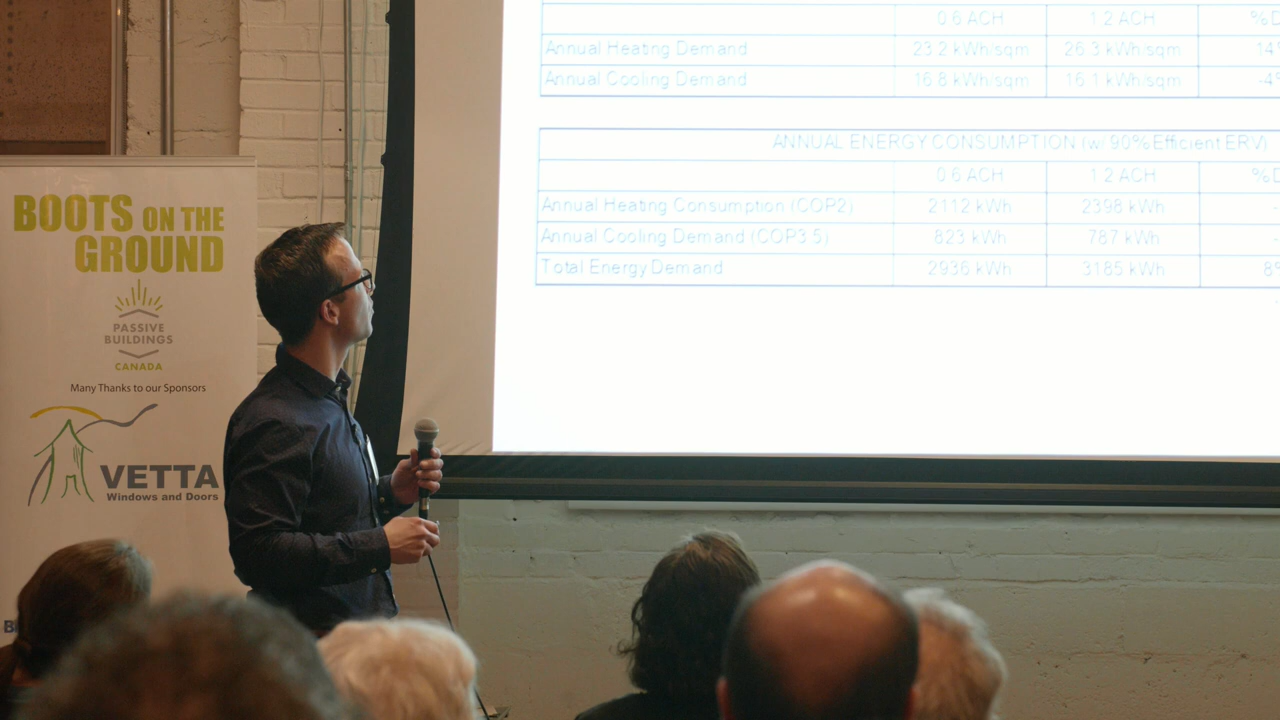 BOOTS ON THE
GROUND
PASSIVE
BUILDINGS
CANADA
Many Thanks to our Sponsors
VETTA
Windows and Doors
B
0.6 ACH 1.2 ACH %D
Annual Heating Demand 23.2 kWh/sqm 26.3 kWh/sqm 14%
Annual Cooling Demand 16.8 kWh/sqm 16.1 kWh/sqm -4%
ANNUAL ENERGY CONSUMPTION (w/ 90% Efficient ERV)
0.6 ACH 1.2 ACH %D
Annual Heating Consumption (COP2) 2112 kWh 2398 kWh -
Annual Cooling Demand (COP3.5) 823 kWh 787 kWh -
Total Energy Demand 2936 kWh 3185 kWh 8%